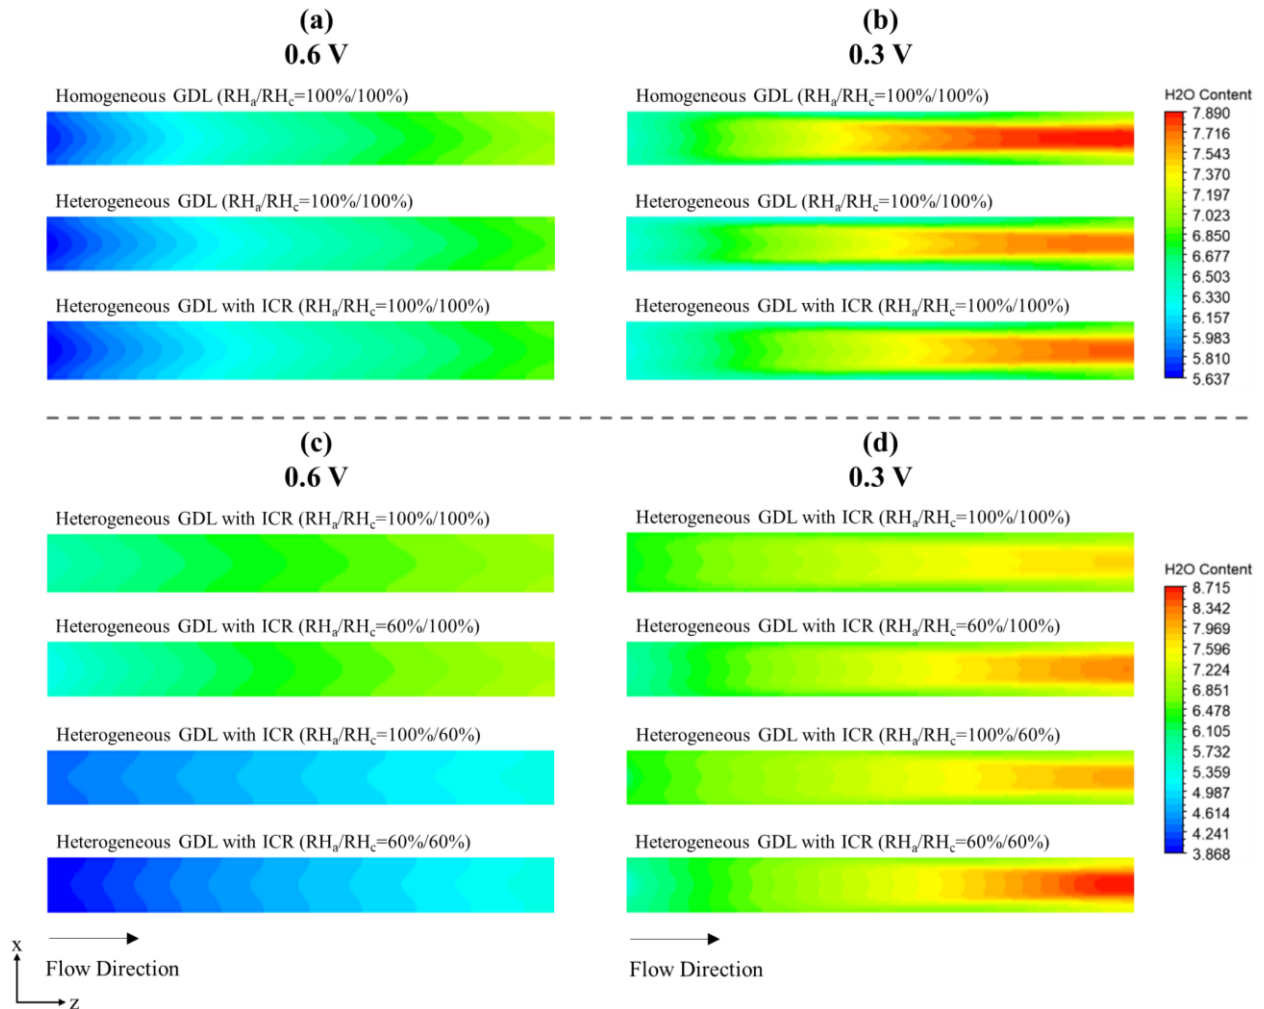 (a)
0.6 V
(b)
0.3 V
Homogeneous GDL (RHa/RHc=100%/100%)
Homogeneous GDL (RHa/RHc=100%/100%)
H2O Content
7.890
7.716
7.543
7.370
7.197
7.023
6.850
6.677
6.503
6.330
6.157
5.983
5.810
5.637
Heterogeneous GDL (RHa/RHc=100%/100%)
Heterogeneous GDL (RHa/RHc=100%/100%)
Heterogeneous GDL with ICR (RHa/RHc=100%/100%)
Heterogeneous GDL with ICR (RHa/RHc=100%/100%)
(c)
0.6 V
(d)
0.3 V
Heterogeneous GDL with ICR (RHa/RHc=100%/100%)
Heterogeneous GDL with ICR (RHa/RHc=100%/100%)
H2O Content
8.715
8.342
7.969
7.596
7.224
6.851
6.478
6.105
5.732
5.359
4.987
4.614
4.241
3.868
Heterogeneous GDL with ICR (RHa/RHc=60%/100%)
Heterogeneous GDL with ICR (RHa/RHc=60%/100%)
Heterogeneous GDL with ICR (RHa/RHc=100%/60%)
Heterogeneous GDL with ICR (RHa/RHc=100%/60%)
Heterogeneous GDL with ICR (RHa/RHc=60%/60%)
Heterogeneous GDL with ICR (RHa/RHc=60%/60%)
Flow Direction
Flow Direction
x
z